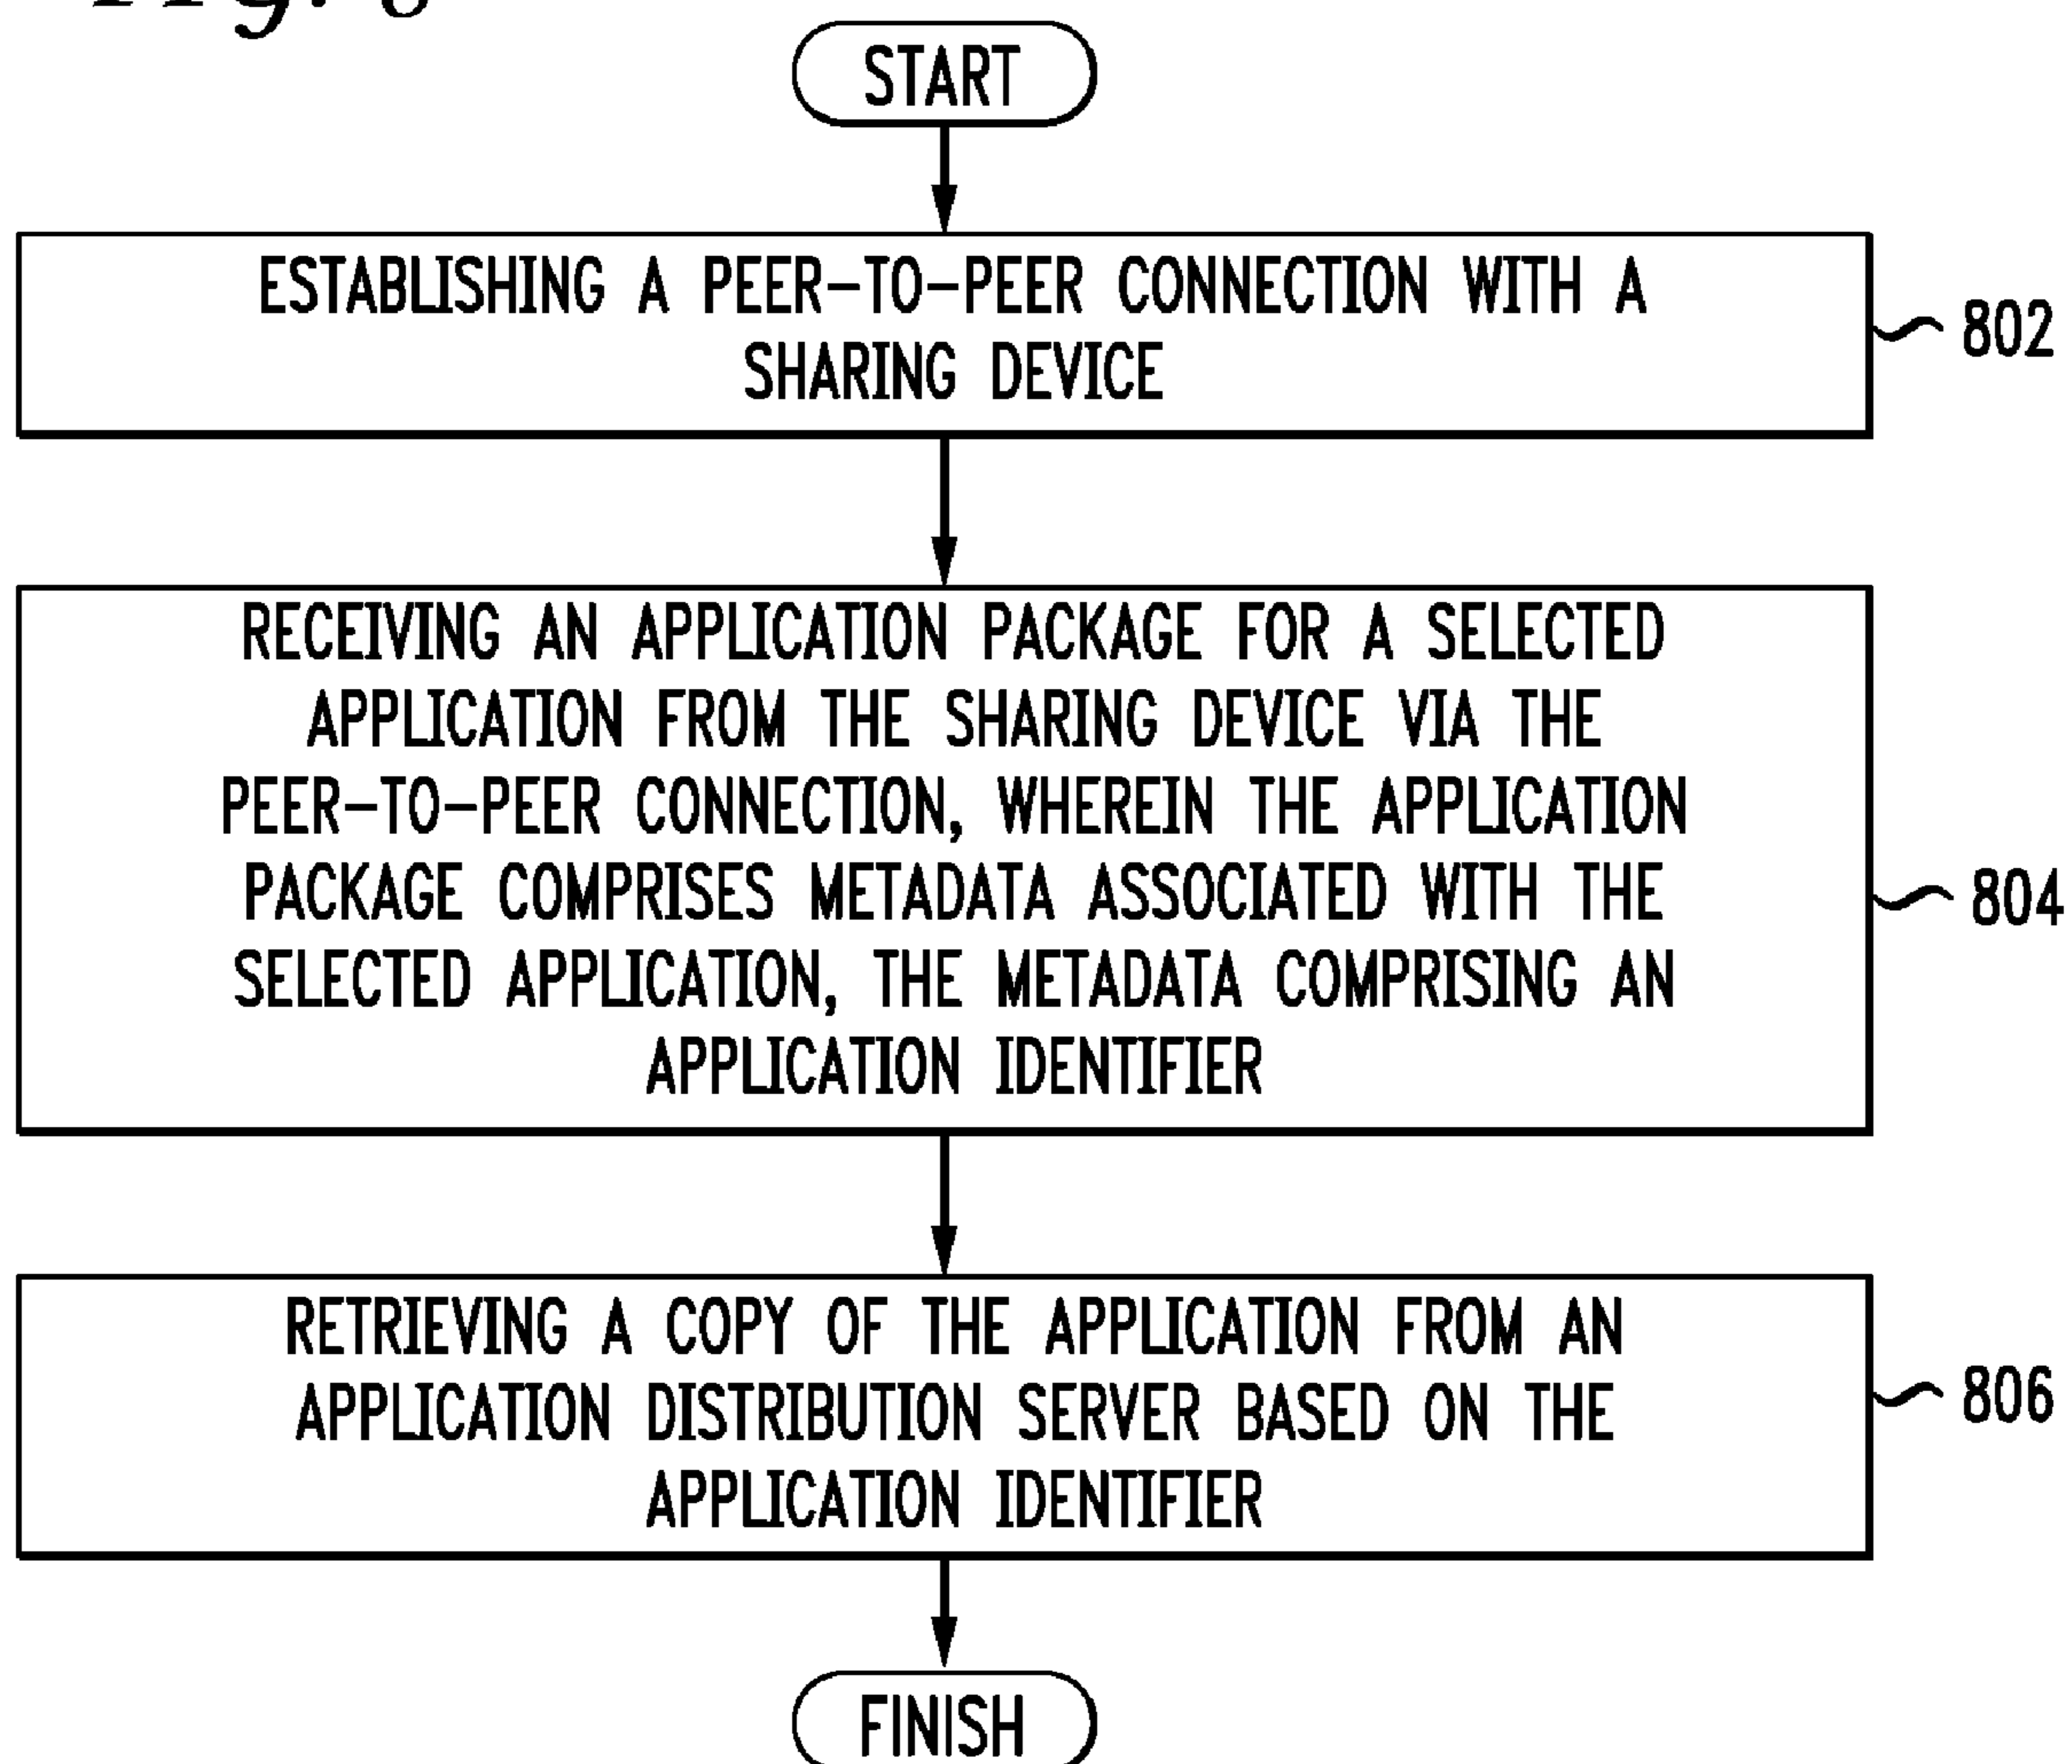 START
ESTABLISHING A PEER-TO-PEER CONNECTION WITH A
SHARING DEVICE
802
RECEIVING AN APPLICATION PACKAGE FOR A SELECTED
APPLICATION FROM THE SHARING DEVICE VIA THE
PEER-TO-PEER CONNECTION, WHEREIN THE APPLICATION
PACKAGE COMPRISES METADATA ASSOCIATED WITH THE
SELECTED APPLICATION, THE METADATA COMPRISING AN
APPLICATION IDENTIFIER
804
RETRIEVING A COPY OF THE APPLICATION FROM AN
APPLICATION DISTRIBUTION SERVER BASED ON THE
APPLICATION IDENTIFIER
806
FINISH